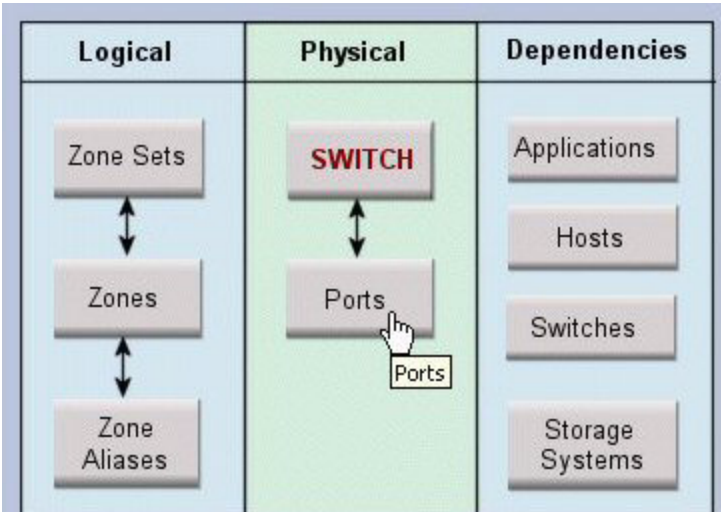 Logical
Physical
Dependencies
Zone Sets
SWITCH
Applications
Hosts
Zones
Ports
Switches
Ports
Zone
Aliases
Storage
Systems